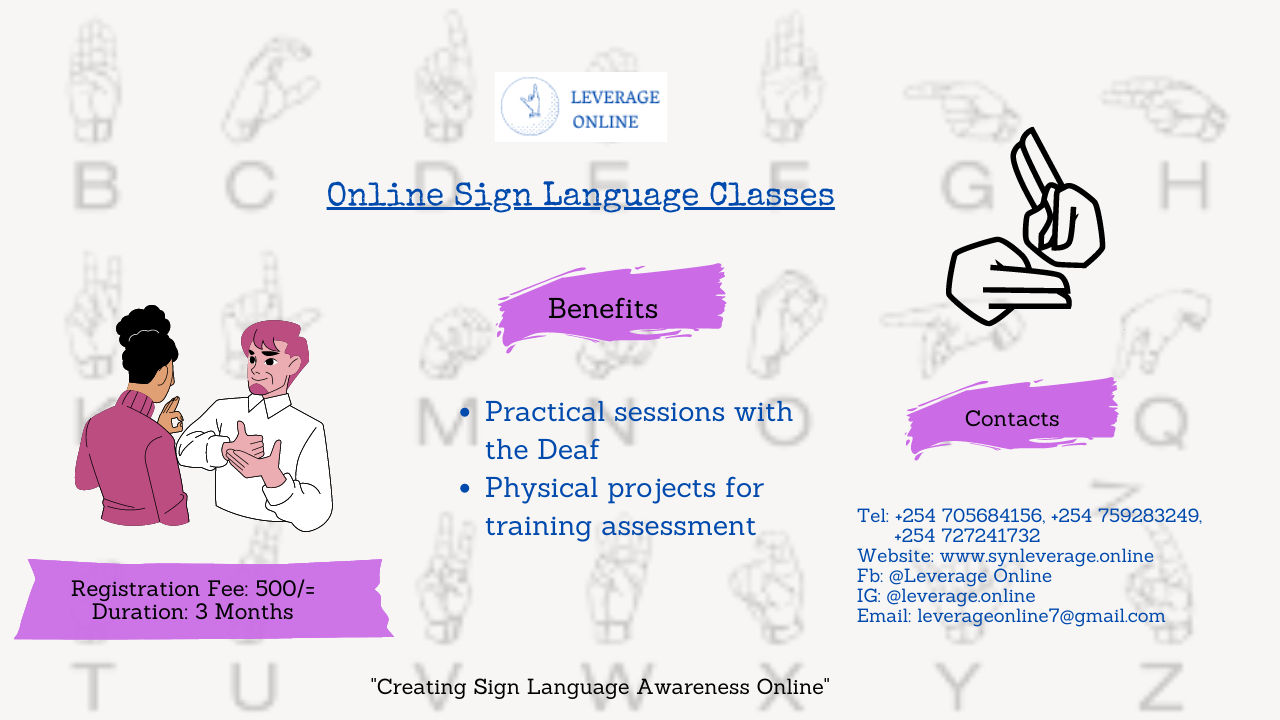 LEVERAGE
ONLINE
Online Sign Language Classes
Benefits
Practical sessions with
the Deaf
Physical projects for
training assessment
Contacts
Tel: +254 705684156, +254 759283249,
+254 727241732
Website: www.synleverage.online
Fb: @Leverage Online
IG: @leverage.online
Email: leverageonline7@gmail.com
Registration Fee: 500/=
Duration: 3 Months
"Creating Sign Language Awareness Online"
B C D E F G H
K M N O Q
Z
T U V W X Y Z